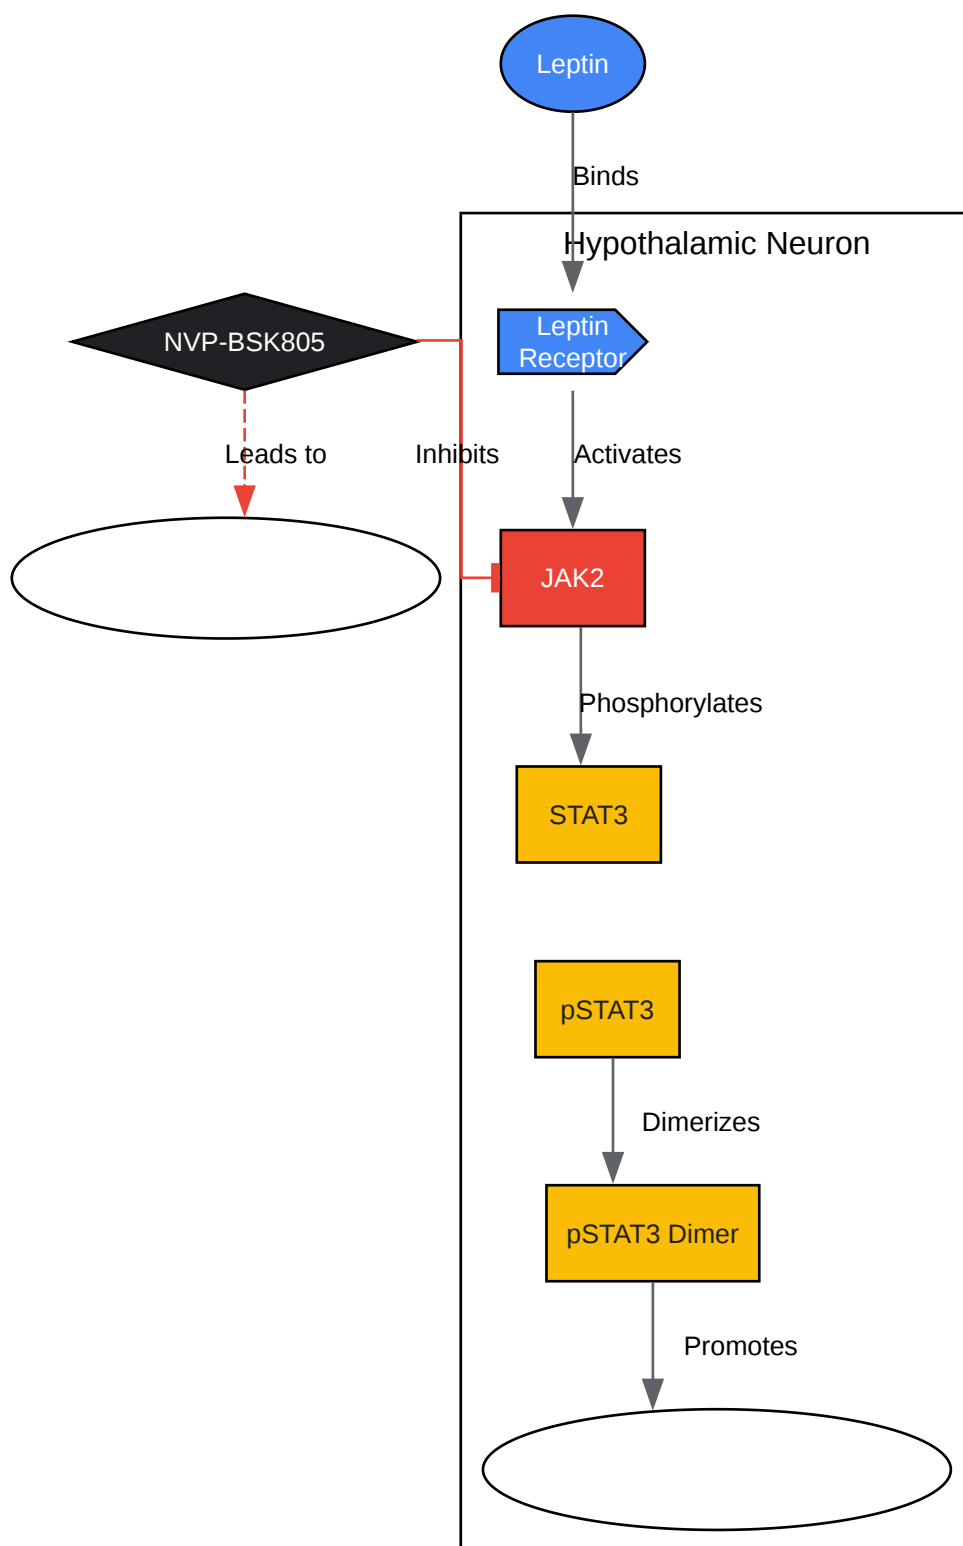 Leptin
Binds
Hypothalamic Neuron
NVP-BSK805
Leptin
Receptor
Leads to
Inhibits
Activates
JAK2
Phosphorylates
STAT3
pSTAT3
Dimerizes
pSTAT3 Dimer
Promotes